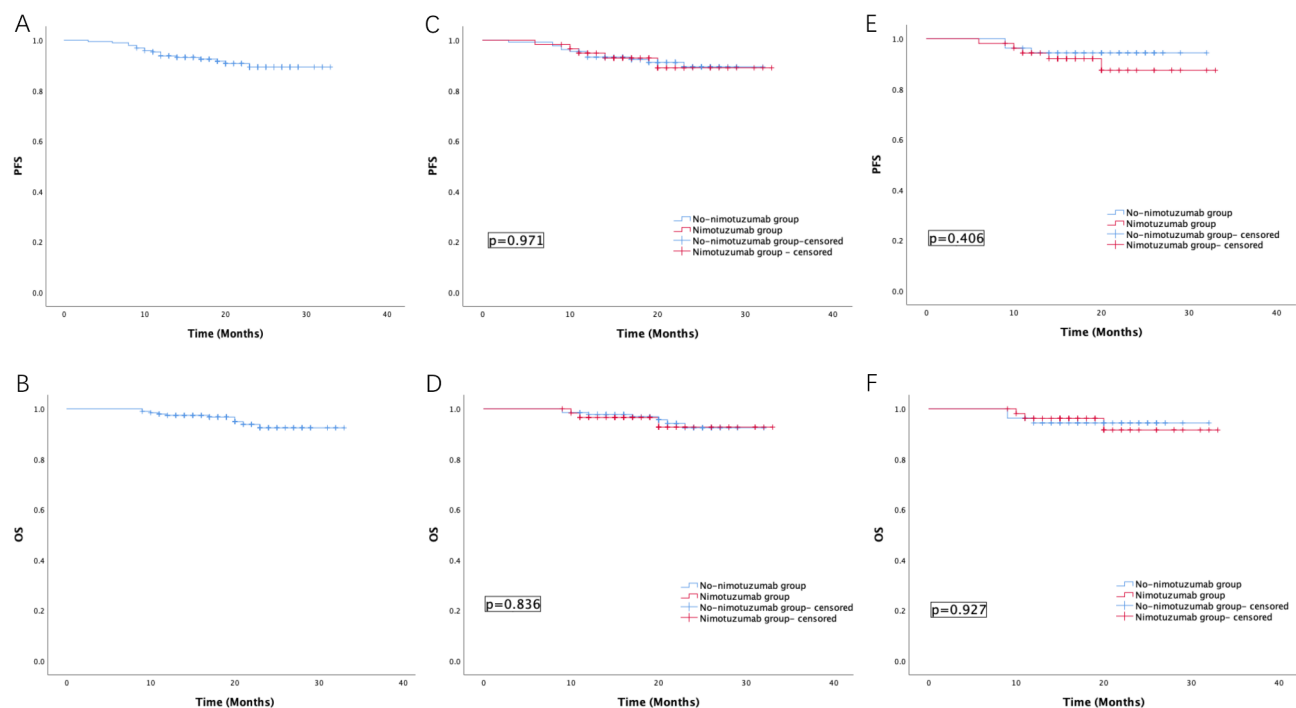 A
1.0
0.8
0.6
0.4
0.2
0.0
PFS
0 10 20 30 40
Time (Months)
C
1.0
0.8
0.6
0.4
0.2
0.0
PFS
No-nimotuzumab group
Nimotuzumab group
No-nimotuzumab group-censored
Nimotuzumab group - censored
p=0.971
0 10 20 30 40
Time (Months)
E
1.0
0.8
0.6
0.4
0.2
0.0
PFS
No-nimotuzumab group
Nimotuzumab group
No-nimotuzumab group- censored
Nimotuzumab group- censored
p=0.406
0 10 20 30 40
Time (Months)
B
1.0
0.8
0.6
0.4
0.2
0.0
OS
0 10 20 30 40
Time (Months)
D
1.0
0.8
0.6
0.4
0.2
0.0
OS
No-nimotuzumab group
Nimotuzumab group
No-nimotuzumab group- censored
Nimotuzumab group- censored
p=0.836
0 10 20 30 40
Time (Months)
F
1.0
0.8
0.6
0.4
0.2
0.0
OS
No-nimotuzumab group
Nimotuzumab group
No-nimotuzumab group- censored
Nimotuzumab group- censored
p=0.927
0 10 20 30 40
Time (Months)